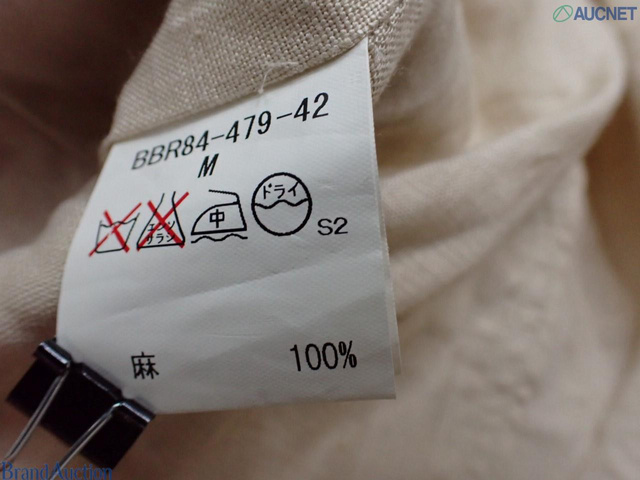 AUCNET
BBR84-479-42
M
エンソ
サラシ
中
ドライ
S2
麻 100%
Brand Auction